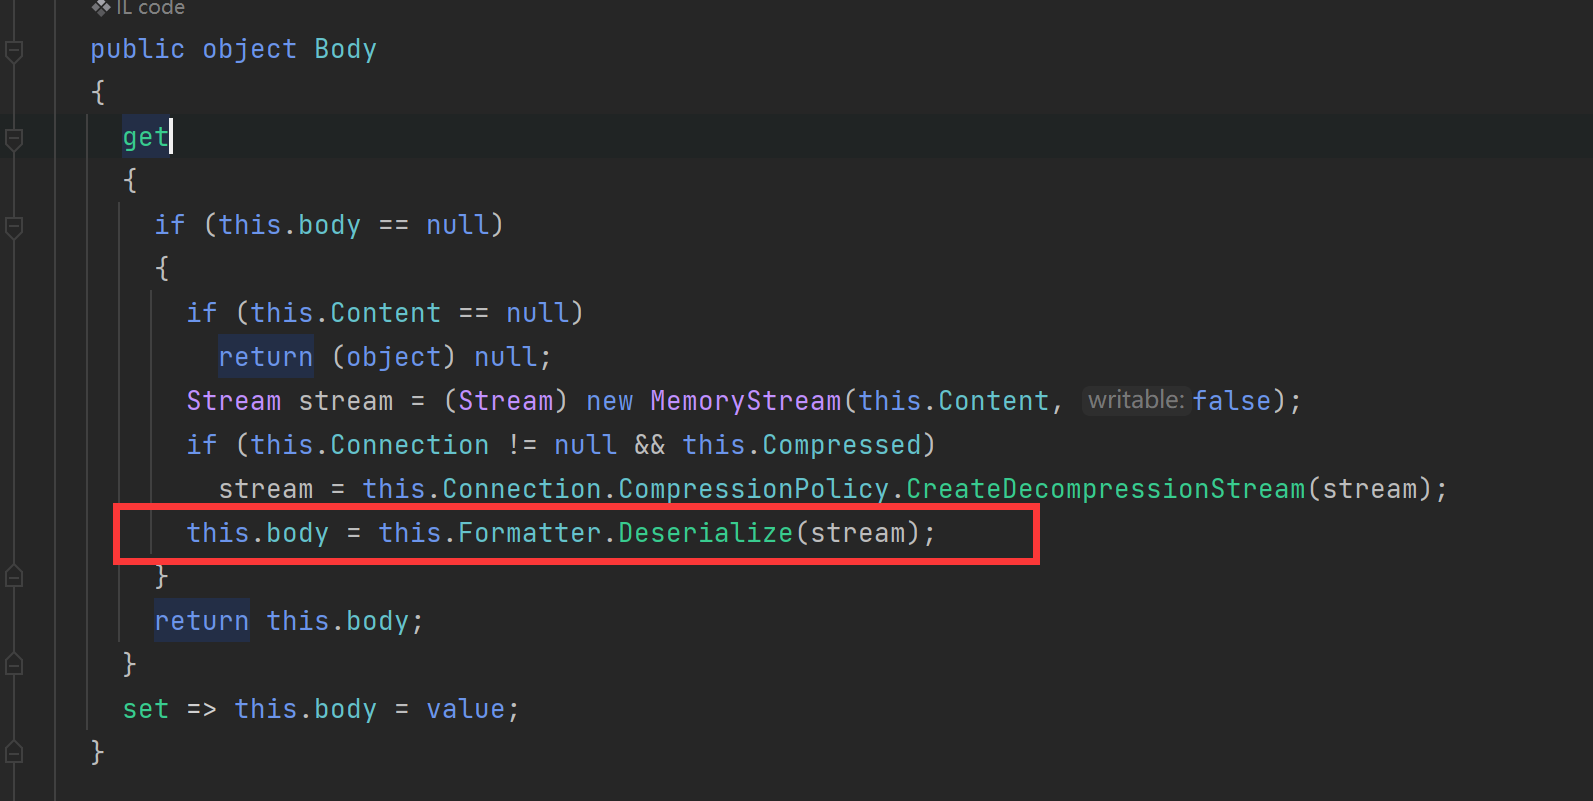 IL code
public object Body
{
get
{
if (this.body == null)
{
if (this.Content == null)
return (object) null;
Stream stream = (Stream) new MemoryStream(this.Content, writable: false);
if (this.Connection != null && this.Compressed)
stream = this.Connection.CompressionPolicy.CreateDecompressionStream(stream);
this.body = this.Formatter.Deserialize(stream);
}
return this.body;
}
set => this.body = value;
}